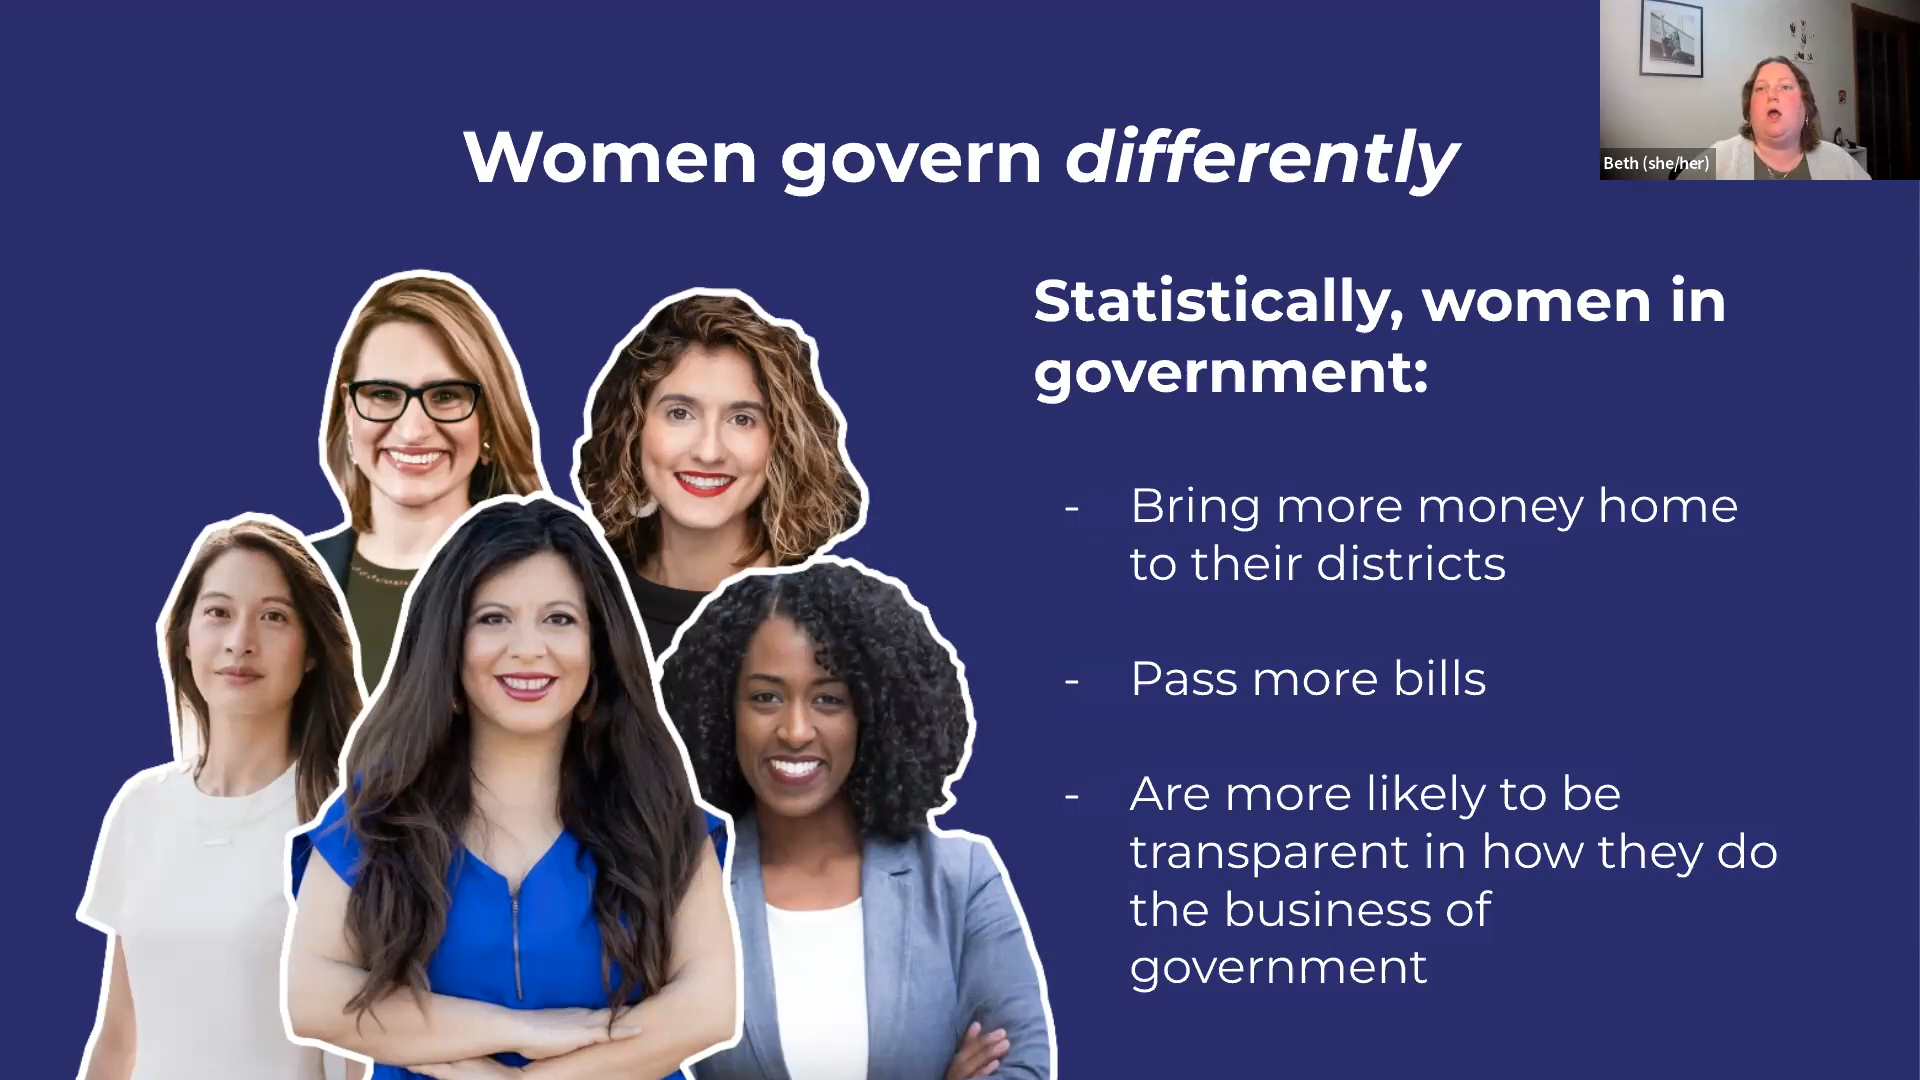 Women govern differently
Beth (she/her)
Statistically, women in
government:
- Bring more money home
to their districts
- Pass more bills
- Are more likely to be
transparent in how they do
the business of
government